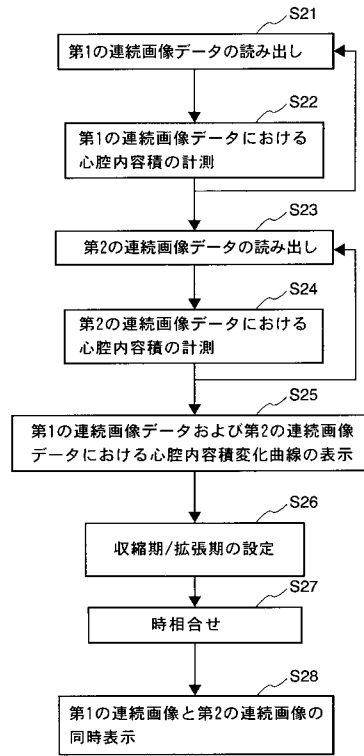 S21
第1の連続画像データの読み出し
S22
第1の連続画像データにおける
心腔内容積の計測
S23
第2の連続画像データの読み出し
S24
第2の連続画像データにおける
心腔内容積の計測
S25
第1の連続画像データおよび第2の連続画像
データにおける心腔内容積変化曲線の表示
S26
収縮期/拡張期の設定
S27
時相合せ
S28
第1の連続画像と第2の連続画像の
同時表示